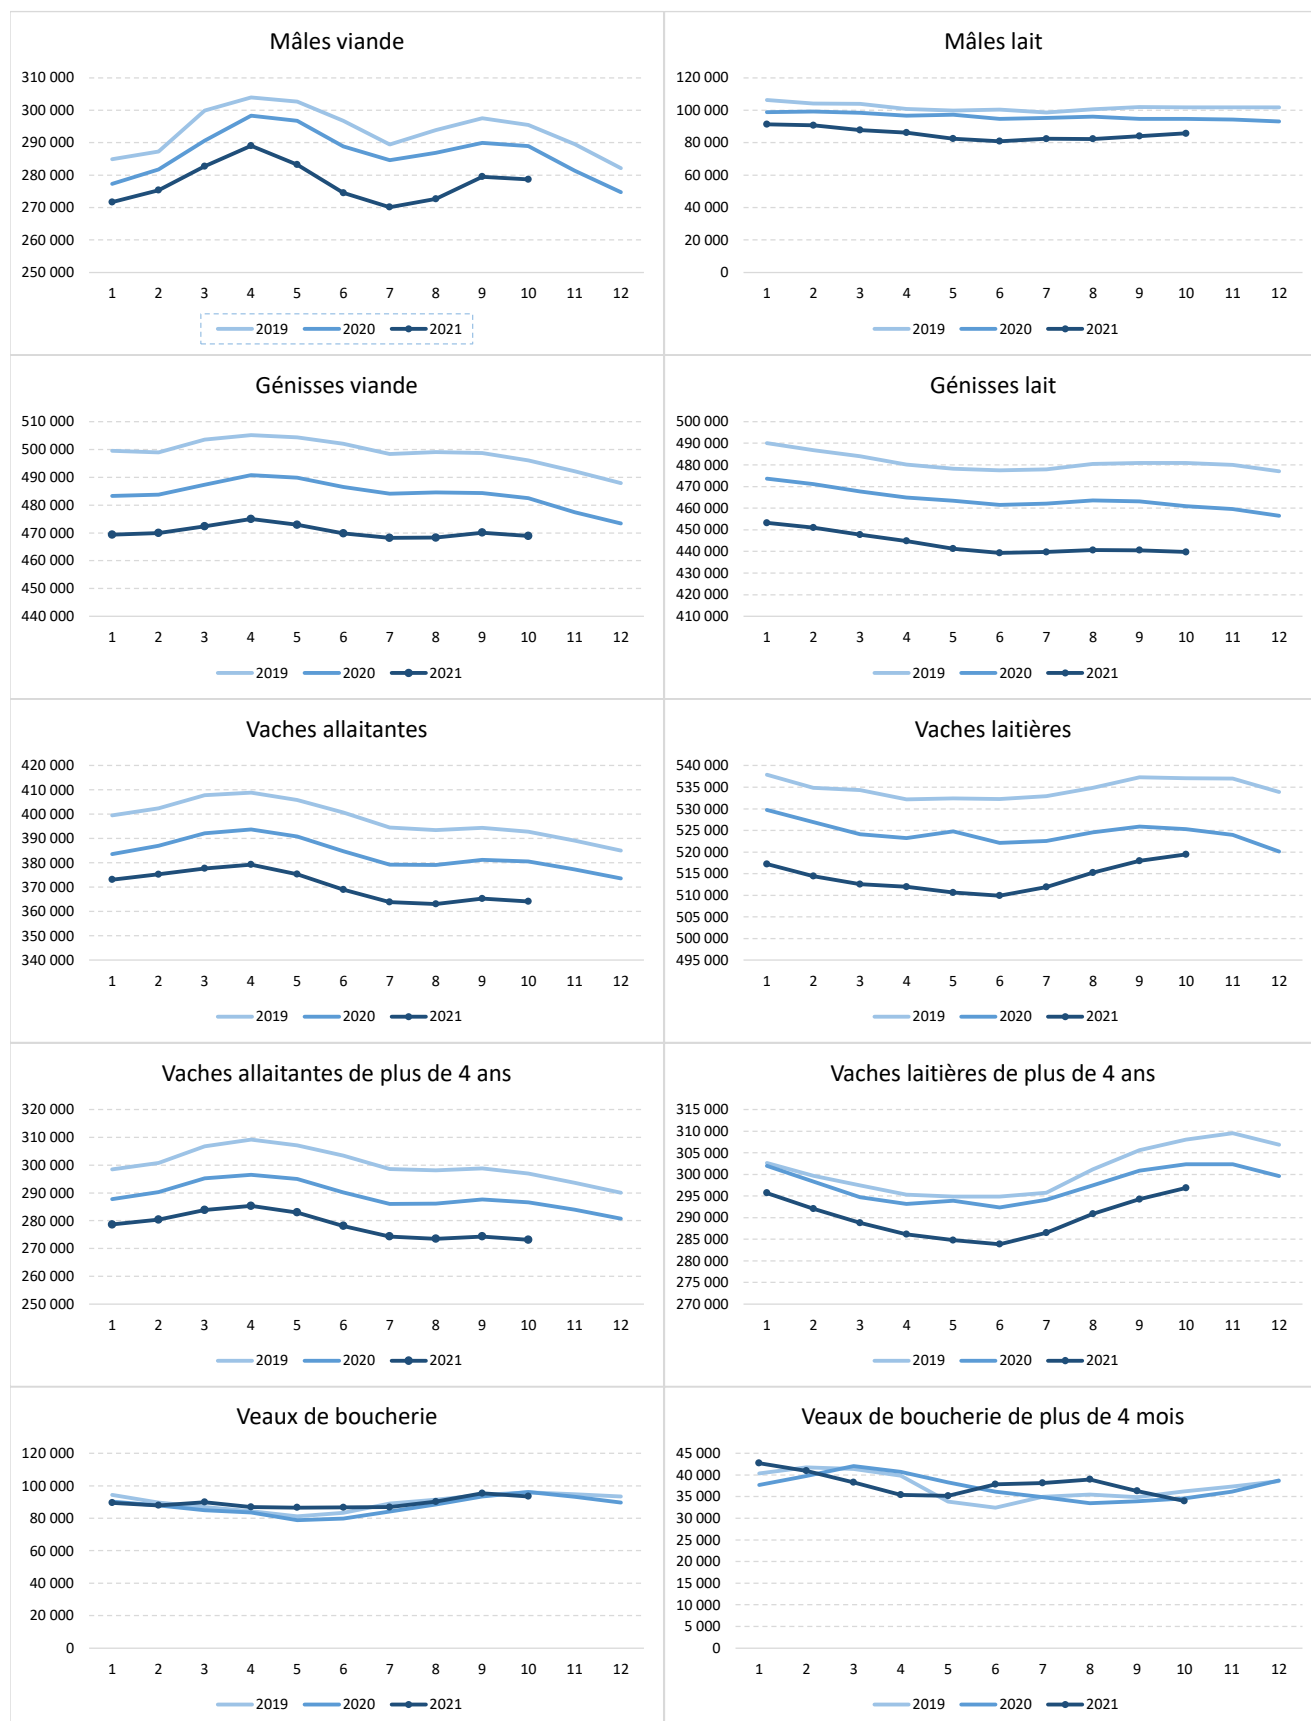 Mâles viande
310 000
300 000
290 000
280 000
270 000
260 000
250 000
1 2 3 4 5 6 7 8 9 10 11 12
2019 2020 2021
Mâles lait
120 000
100 000
80 000
60 000
40 000
20 000
0
1 2 3 4 5 6 7 8 9 10 11 12
2019 2020 2021
Génisses viande
510 000
500 000
490 000
480 000
470 000
460 000
450 000
440 000
1 2 3 4 5 6 7 8 9 10 11 12
2019 2020 2021
Génisses lait
500 000
490 000
480 000
470 000
460 000
450 000
440 000
430 000
420 000
410 000
1 2 3 4 5 6 7 8 9 10 11 12
2019 2020 2021
Vaches allaitantes
420 000
410 000
400 000
390 000
380 000
370 000
360 000
350 000
340 000
1 2 3 4 5 6 7 8 9 10 11 12
2019 2020 2021
Vaches laitières
540 000
535 000
530 000
525 000
520 000
515 000
510 000
505 000
500 000
495 000
1 2 3 4 5 6 7 8 9 10 11 12
2019 2020 2021
Vaches allaitantes de plus de 4 ans
320 000
310 000
300 000
290 000
280 000
270 000
260 000
250 000
1 2 3 4 5 6 7 8 9 10 11 12
2019 2020 2021
Vaches laitières de plus de 4 ans
315 000
310 000
305 000
300 000
295 000
290 000
285 000
280 000
275 000
270 000
1 2 3 4 5 6 7 8 9 10 11 12
2019 2020 2021
Veaux de boucherie
120 000
100 000
80 000
60 000
40 000
20 000
0
1 2 3 4 5 6 7 8 9 10 11 12
2019 2020 2021
Veaux de boucherie de plus de 4 mois
45 000
40 000
35 000
30 000
25 000
20 000
15 000
10 000
5 000
0
1 2 3 4 5 6 7 8 9 10 11 12
2019 2020 2021